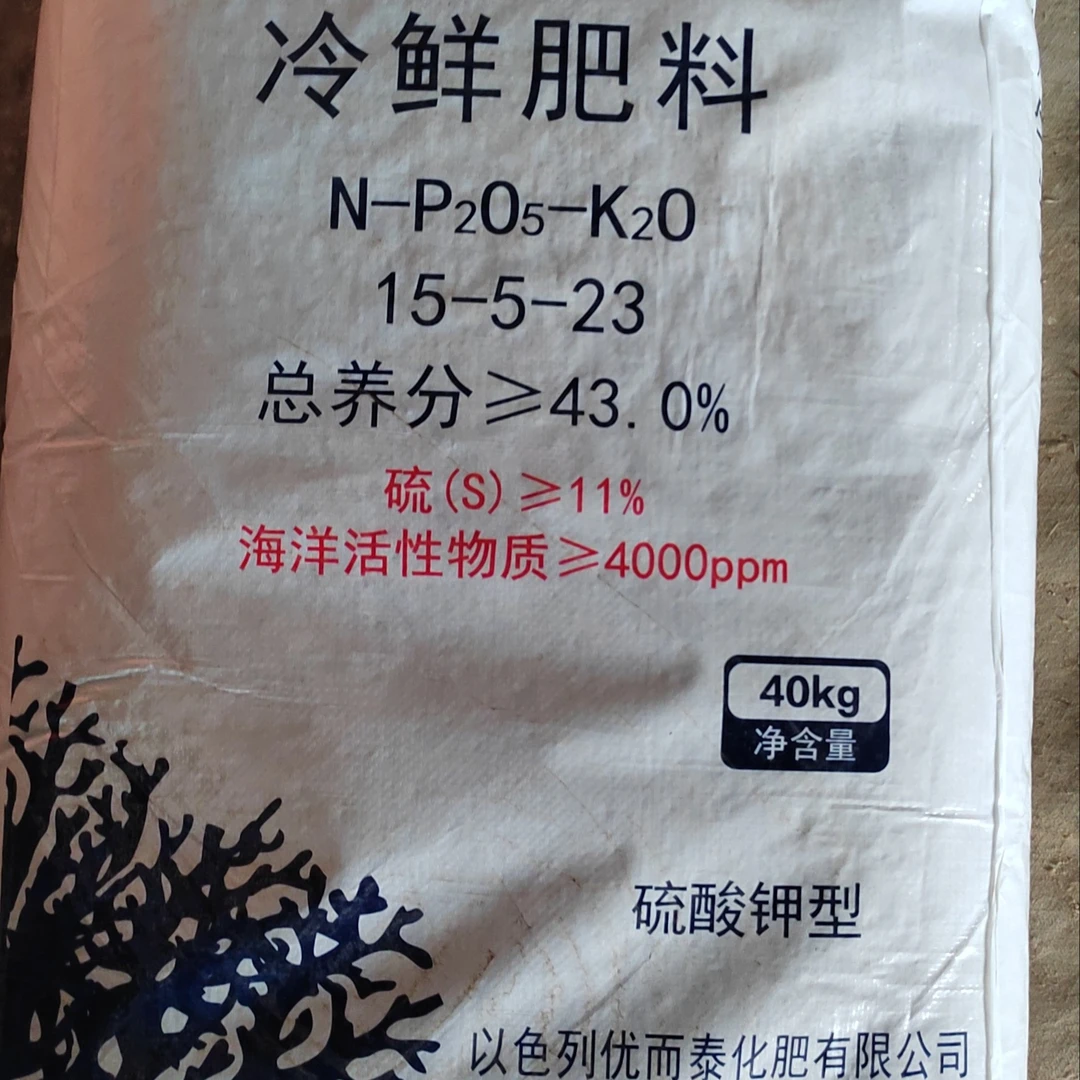 冷鲜肥料
N-P₂O₅-K₂O
15-5-23
总养分≥43.0%
硫(S)≥11%
海洋活性物质≥4000ppm
40kg
净含量
硫酸钾型
以色列优而泰化肥有限公司